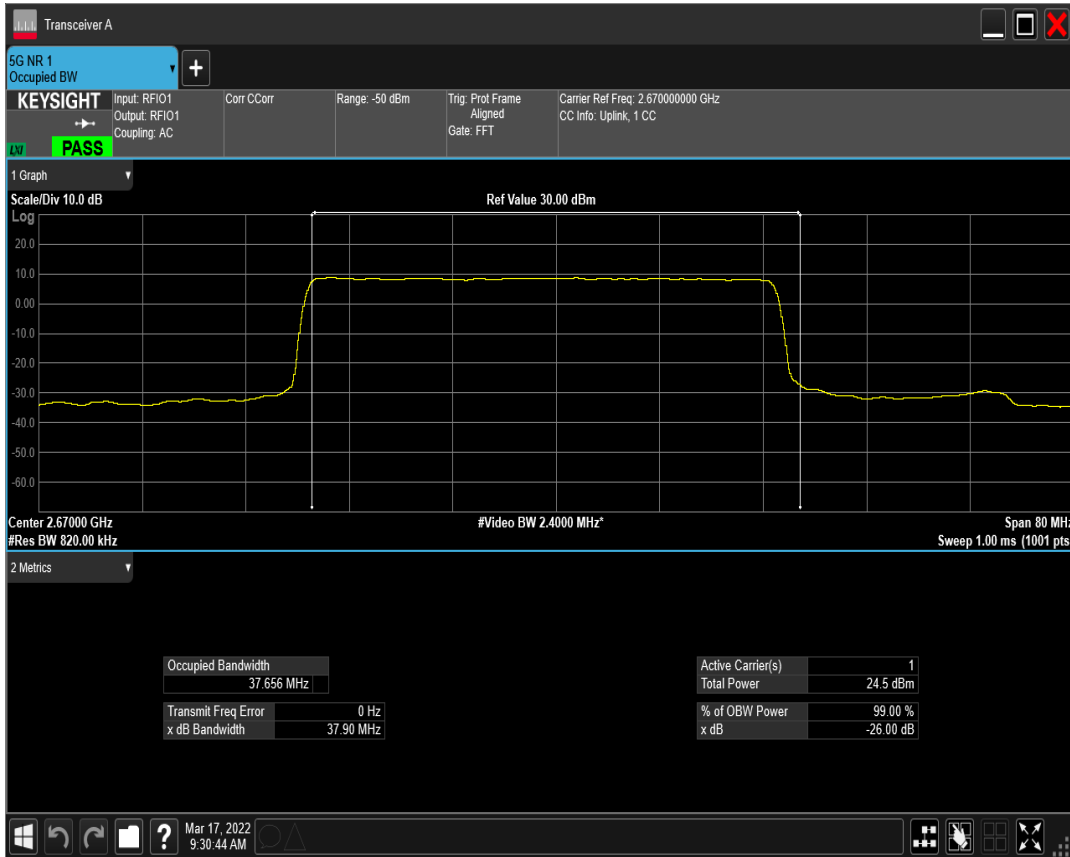 Transceiver A
5G NR 1
Occupied BW
+
KEYSIGHT
LXI
PASS
Input: RFIO1
Output: RFIO1
Coupling: AC
Corr CCorr
Range: -50 dBm
Trig: Prot Frame
Aligned
Gate: FFT
Carrier Ref Freq: 2.670000000 GHz
CC Info: Uplink, 1 CC
1 Graph
Scale/Div 10.0 dB
Ref Value 30.00 dBm
Log
20.0
10.0
0.00
-10.0
-20.0
-30.0
-40.0
-50.0
-60.0
Center 2.67000 GHz
#Video BW 2.4000 MHz*
Span 80 MHz
#Res BW 820.00 kHz
Sweep 1.00 ms (1001 pts
2 Metrics
Occupied Bandwidth
37.656 MHz
Transmit Freq Error 0 Hz
x dB Bandwidth 37.90 MHz
Active Carrier(s) 1
Total Power 24.5 dBm
% of OBW Power 99.00 %
x dB -26.00 dB
?
Mar 17, 2022
9:30:44 AM